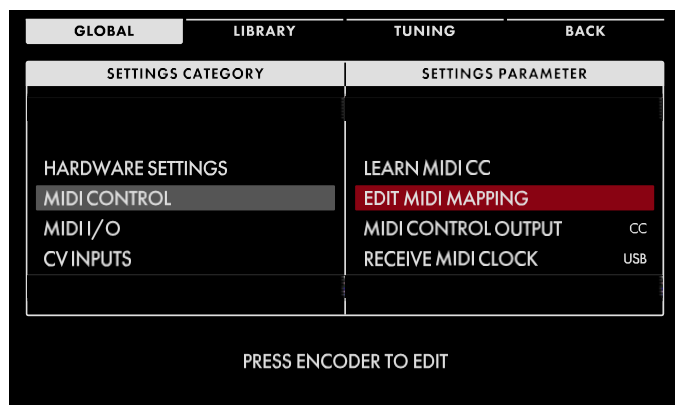 GLOBAL LIBRARY TUNING BACK
SETTINGS CATEGORY SETTINGS PARAMETER
HARDWARE SETTINGS LEARN MIDI CC
MIDI CONTROL EDIT MIDI MAPPING
MIDI I/O MIDI CONTROL OUTPUT CC
CV INPUTS RECEIVE MIDI CLOCK USB
PRESS ENCODER TO EDIT